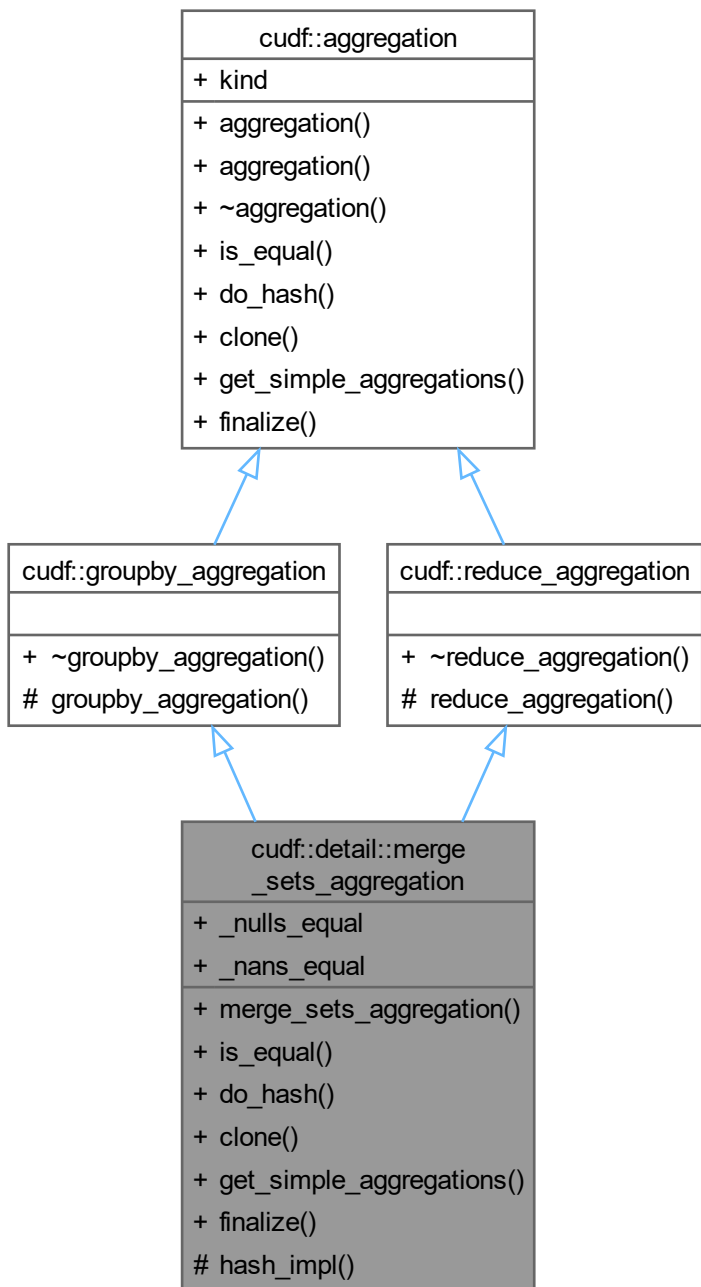 cudf::aggregation
+ kind
+ aggregation()
+ aggregation()
+ ~aggregation()
+ is_equal()
+ do_hash()
+ clone()
+ get_simple_aggregations()
+ finalize()
cudf::groupby_aggregation
+ ~groupby_aggregation()
# groupby_aggregation()
cudf::reduce_aggregation
+ ~reduce_aggregation()
# reduce_aggregation()
cudf::detail::merge
_sets_aggregation
+ _nulls_equal
+ _nans_equal
+ merge_sets_aggregation()
+ is_equal()
+ do_hash()
+ clone()
+ get_simple_aggregations()
+ finalize()
# hash_impl()